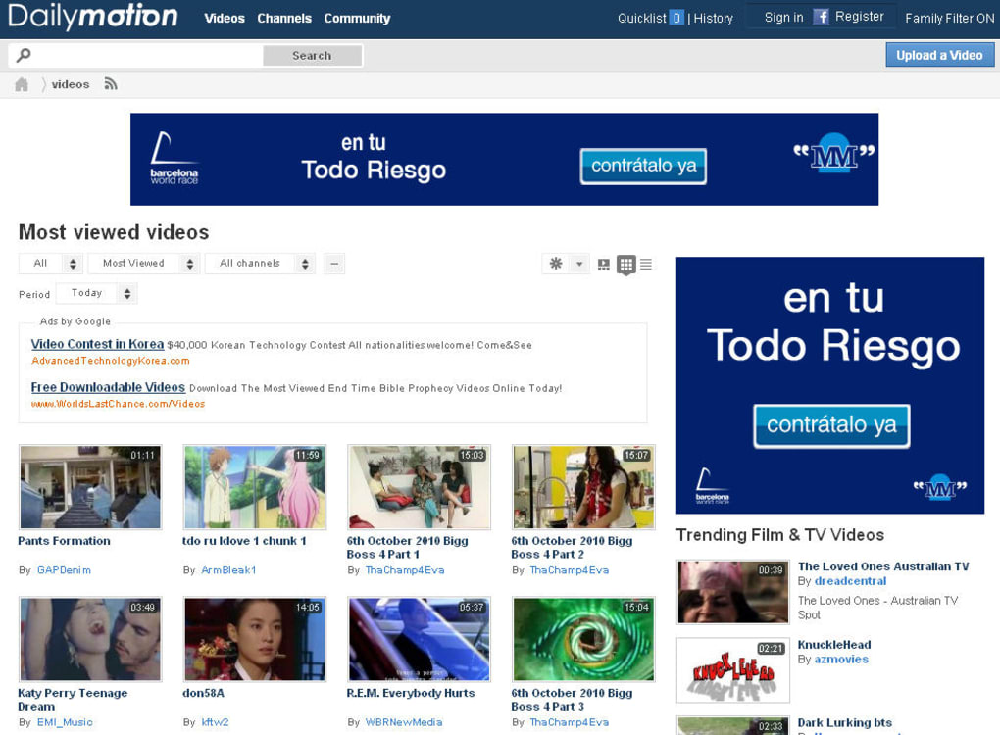 Dailymotion Videos Channels Community Quicklist 0 | History Sign in f Register Family Filter ON
Search Upload a Video
videos
barcelona
world race
en tu
Todo Riesgo
contrátalo ya
“MM”
Most viewed videos
All Most Viewed All channels
Period Today
Ads by Google
Video Contest in Korea $40,000 Korean Technology Contest All nationalities welcome! Come&See
AdvancedTechnologyKorea.com
Free Downloadable Videos Download The Most Viewed End Time Bible Prophecy Videos Online Today!
www.WorldsLastChance.com/Videos
en tu
Todo Riesgo
contrátalo ya
barcelona
world race
“MM”
01:11
Pants Formation
By GAPDenim
11:59
tdo ru ldove 1 chunk 1
By ArmBleak1
15:03
6th October 2010 Bigg
Boss 4 Part 1
By ThaChamp4Eva
15:07
6th October 2010 Bigg
Boss 4 Part 2
By ThaChamp4Eva
03:49
Katy Perry Teenage
Dream
By EMI_Music
14:05
don58A
By kftw2
05:37
R.E.M. Everybody Hurts
By WBRNewMedia
15:04
6th October 2010 Bigg
Boss 4 Part 3
By ThaChamp4Eva
Trending Film & TV Videos
00:39
The Loved Ones Australian TV
By dreadcentral
The Loved Ones - Australian TV
Spot
KNUCKLEHEAD
02:21
KnuckleHead
By azmovies
02:33
Dark Lurking bts